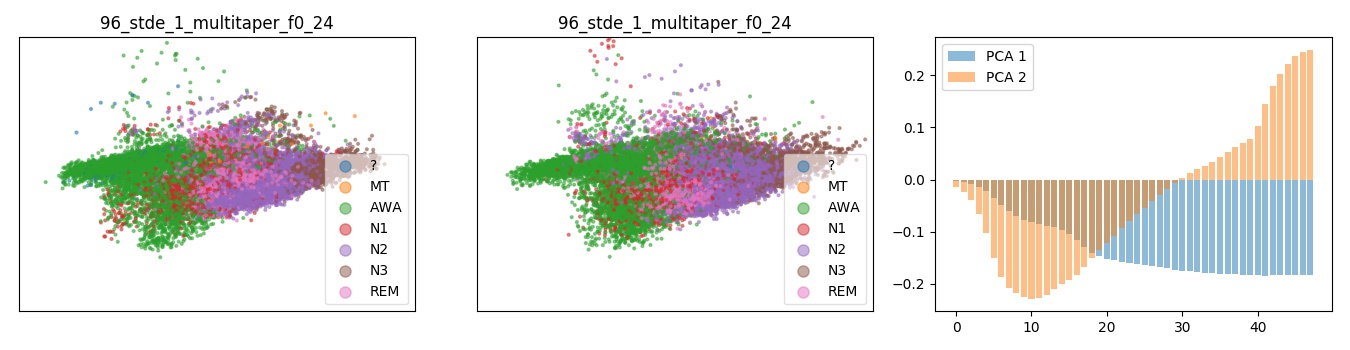 96_stde_1_multitaper_f0_24
?
MT
AWA
N1
N2
N3
REM
96_stde_1_multitaper_f0_24
?
MT
AWA
N1
N2
N3
REM
PCA 1
PCA 2
0.2
0.1
0.0
−0.1
−0.2
0 10 20 30 40